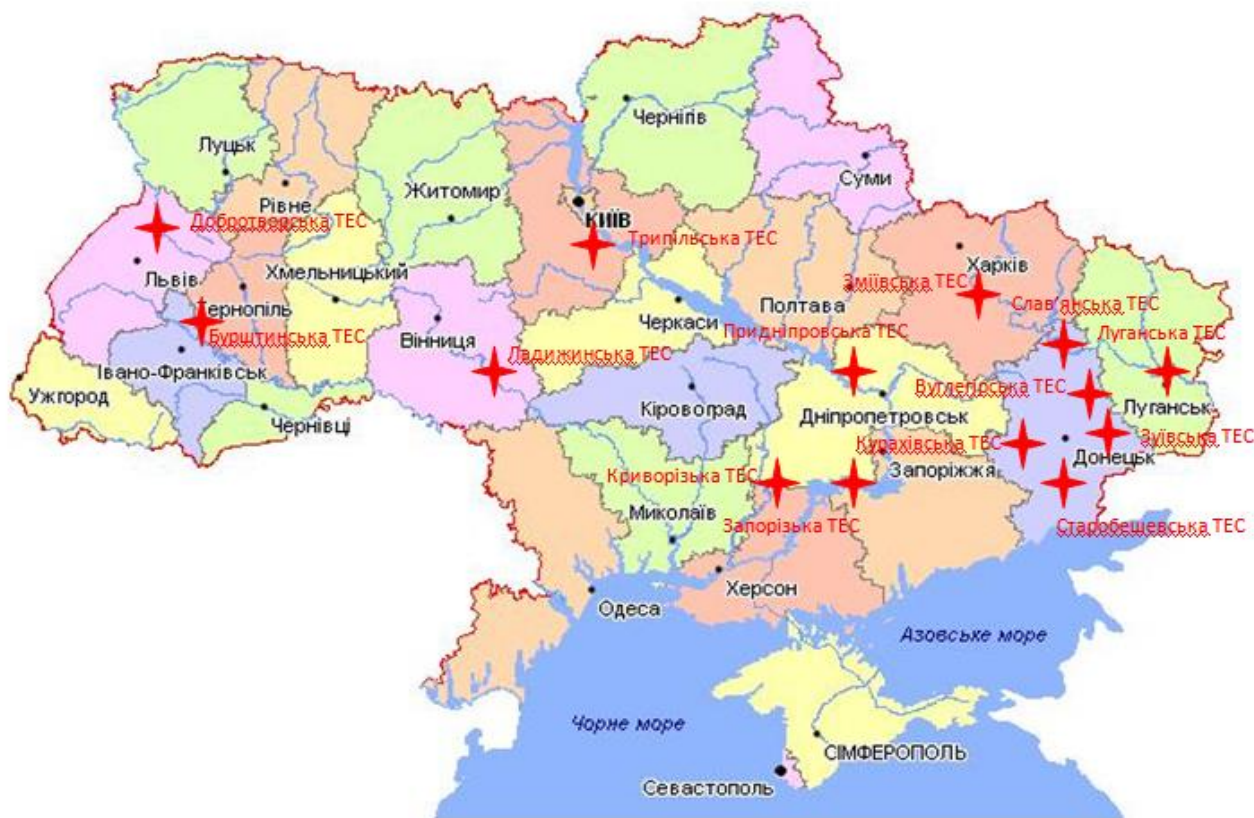 Чернігів
Луцьк
Суми
Рівне
Житомир
КИЇВ
Добротворська ТЕС
Трипільська ТЕС
Львів
Хмельницький
Харків
Зміївська ТЕС
Тернопіль
Полтава
Слав'янська ТЕС
Бурштинська ТЕС
Вінниця
Черкаси
Придніпровська ТЕС
Луганська ТЕС
Ладижинська ТЕС
Івано-Франківськ
Ужгород
Вуглегірська ТЕС
Луганськ
Кіровоград
Дніпропетровськ
Чернівці
Курахівська ТЕС
Зуївська ТЕС
Донецьк
Запоріжжя
Криворізька ТЕС
Миколаїв
Запорізька ТЕС
Старобешевська ТЕС
Херсон
Одеса
Азовське море
Чорне море
СІМФЕРОПОЛЬ
Севастополь